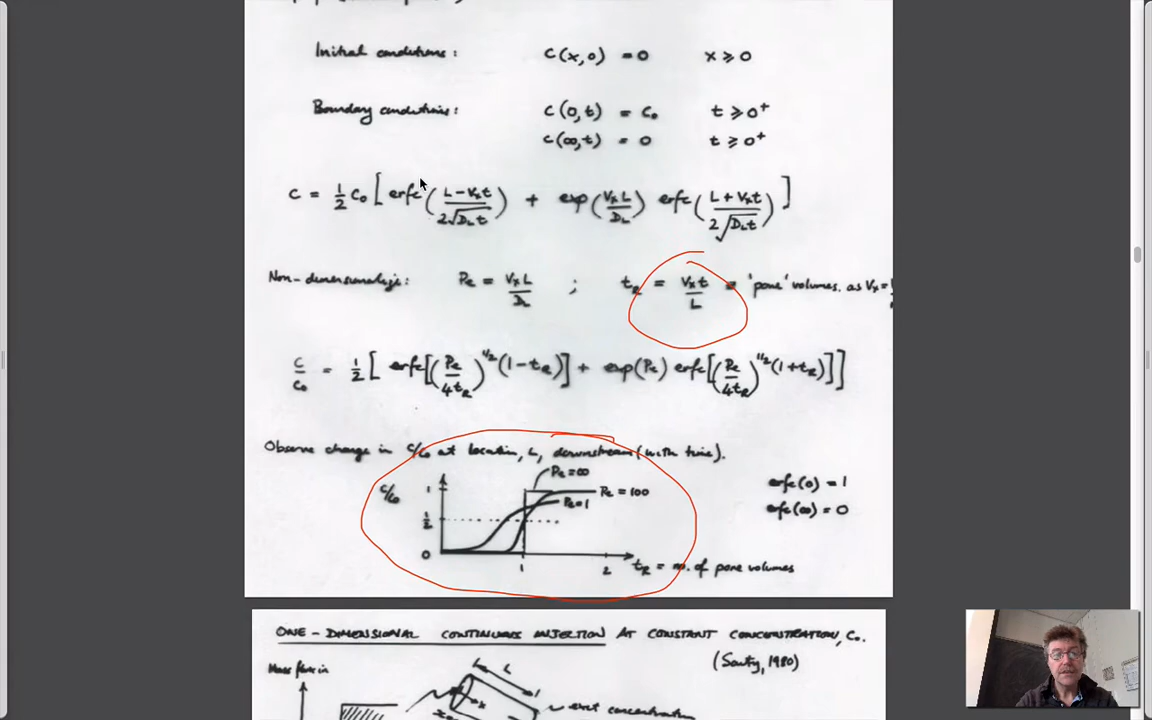 Initial conditions: C(x,0) = 0 x ≥ 0
Boundary conditions: C(0,t) = C₀ t ≥ 0⁺
C(∞,t) = 0 t ≥ 0⁺
C = 1/2 C₀ [ erfc( (L - Vₓt) / (2√(D_L t)) ) + exp( VₓL / D_L ) erfc( (L + Vₓt) / (2√(D_L t)) ) ]
Non-dimensionalize: Pe = VₓL / D_L ; t_R = Vₓt / L = 'pore' volumes. as Vₓ =
C/C₀ = 1/2 [ erfc[ (Pe / 4t_R)^1/2 (1 - t_R) ] + exp(Pe) erfc[ (Pe / 4t_R)^1/2 (1 + t_R) ] ]
Observe change in C/C₀ at location, L, downstream (with time).
Pe = ∞
C/C₀ 1 Pe = 100
Pe = 1
1/2
0
1 2 t_R = no. of pore volumes
erfc(0) = 1
erfc(∞) = 0
ONE-DIMENSIONAL CONTINUOUS INJECTION AT CONSTANT CONCENTRATION, C₀.
(Sauty, 1980)
Mass flux in
L
x
exit concentration